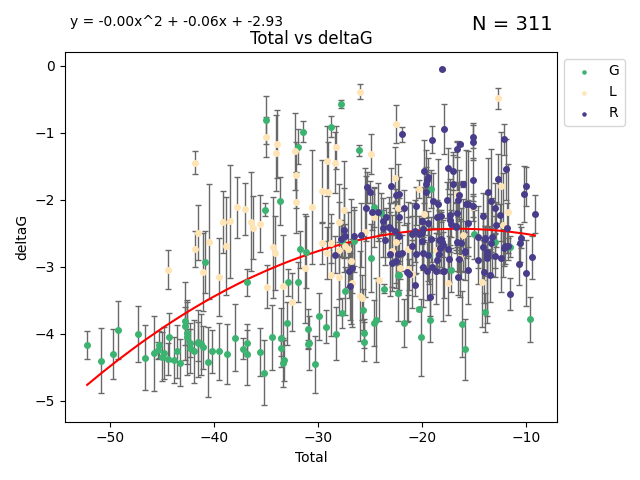 y = -0.00x^2 + -0.06x + -2.93
N = 311
Total vs deltaG
G
L
R
deltaG
0
−1
−2
−3
−4
−5
−50
−40
−30
−20
−10
Total